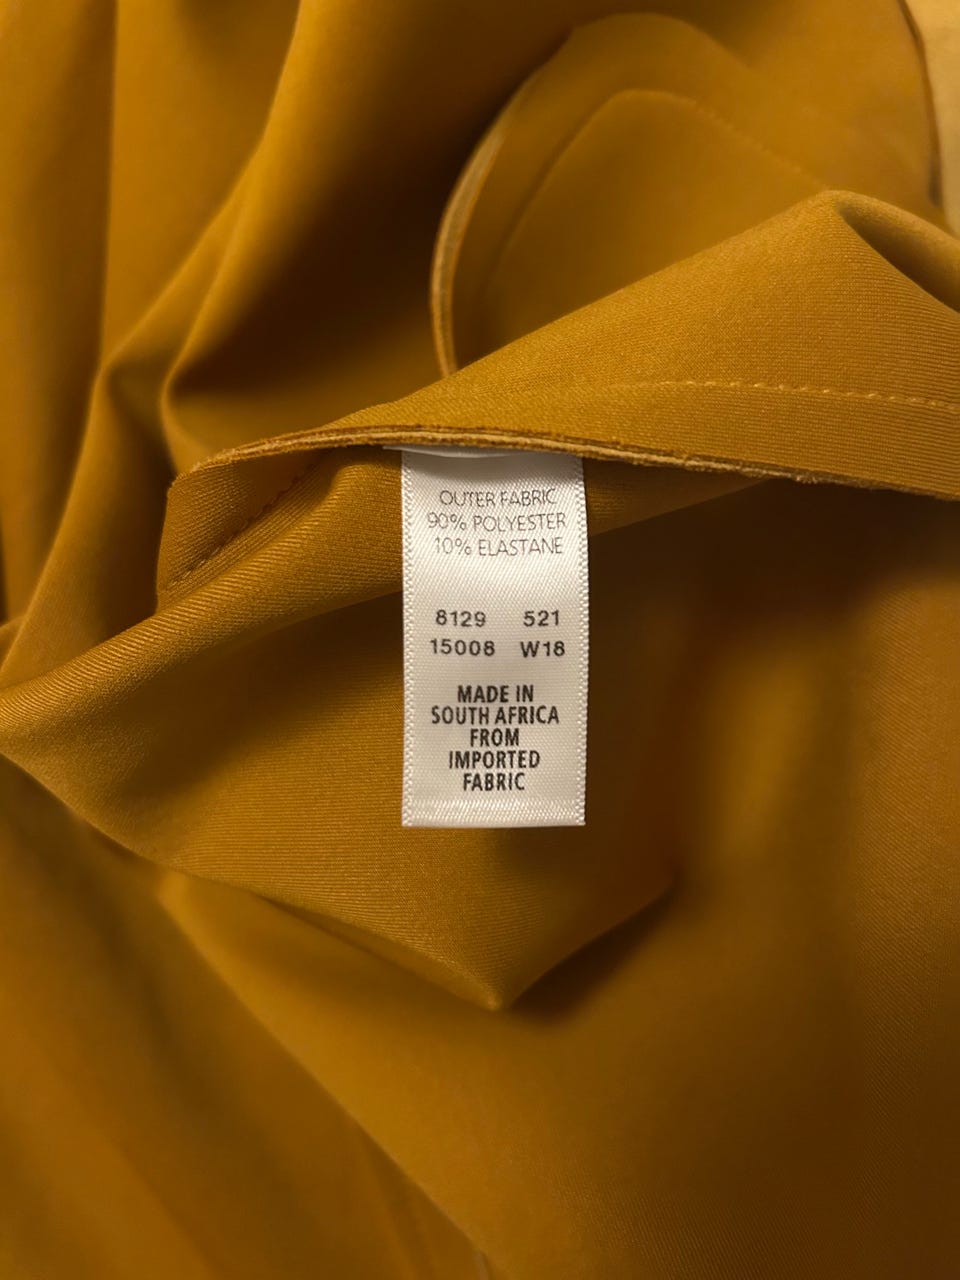 OUTER FABRIC
90% POLYESTER
10% ELASTANE
8129 521
15008 W18
MADE IN
SOUTH AFRICA
FROM
IMPORTED
FABRIC